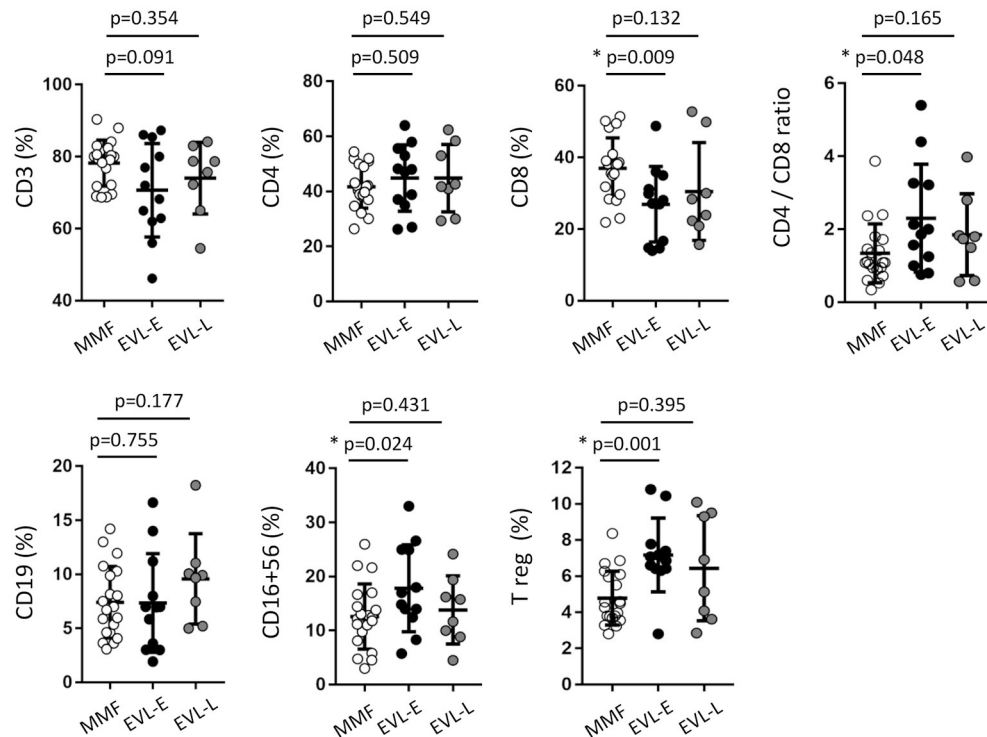 p=0.354
p=0.091
CD3 (%)
100
80
60
40
MMF
EVL-E
EVL-L
p=0.549
p=0.509
CD4 (%)
80
60
40
20
0
MMF
EVL-E
EVL-L
p=0.132
* p=0.009
CD8 (%)
60
40
20
0
MMF
EVL-E
EVL-L
p=0.165
* p=0.048
CD4 / CD8 ratio
6
4
2
0
MMF
EVL-E
EVL-L
p=0.177
p=0.755
CD19 (%)
20
15
10
5
0
MMF
EVL-E
EVL-L
p=0.431
* p=0.024
CD16+56 (%)
40
30
20
10
0
MMF
EVL-E
EVL-L
p=0.395
* p=0.001
T reg (%)
12
10
8
6
4
2
0
MMF
EVL-E
EVL-L